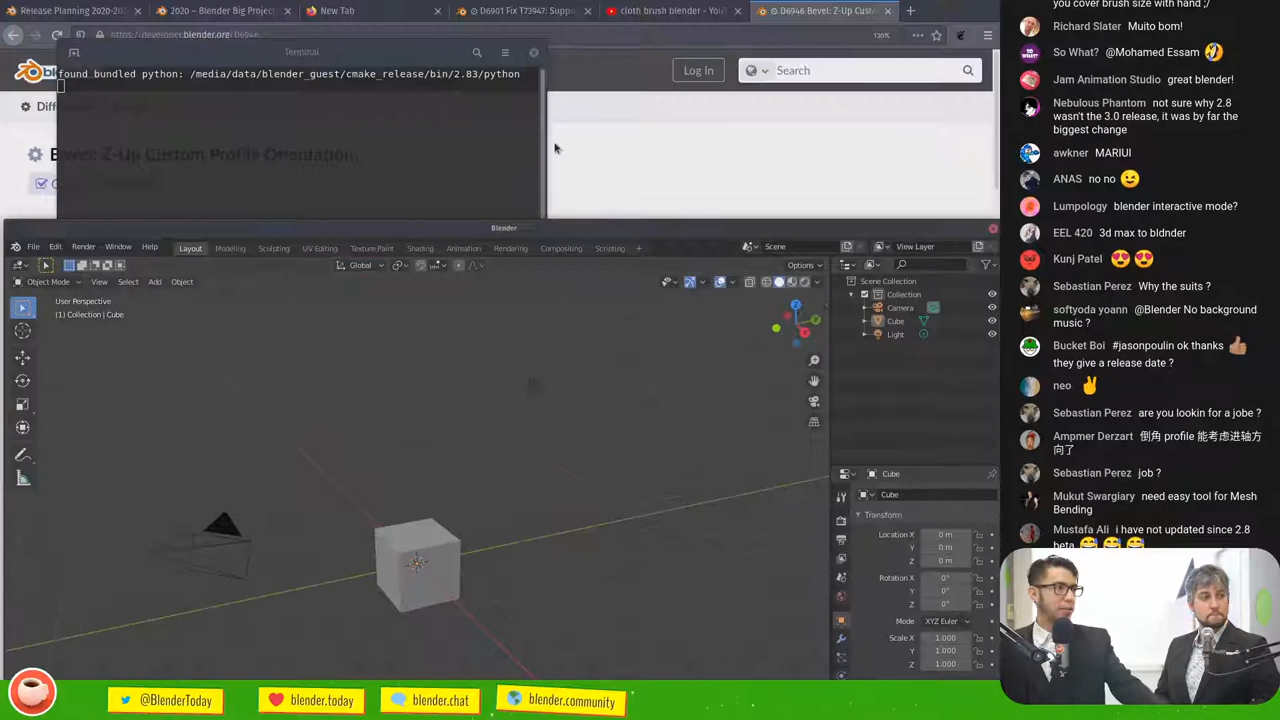 Release Planning 2020-202
2020 – Blender Big Project
New Tab
D6901 Fix T73947: Suppo
cloth brush blender - YouT
D6946 Bevel: Z-Up Custo
https://developer.blender.org/D6946
130%
Terminal
found bundled python: /media/data/blender_guest/cmake_release/bin/2.83/python
Log In
Search
Bevel: Z-Up Custom Profile Orientation
Blender
File
Edit
Render
Window
Help
Layout
Modeling
Sculpting
UV Editing
Texture Paint
Shading
Animation
Rendering
Compositing
Scripting
+
Scene
View Layer
Global
Options
Object Mode
View
Select
Add
Object
User Perspective
(1) Collection | Cube
Z
Y
X
Scene Collection
Collection
Camera
Cube
Light
Cube
Cube
Transform
Location X
0 m
Y
0 m
Z
0 m
Rotation X
0°
Y
0°
Z
0°
Mode
XYZ Euler
Scale X
1.000
Y
1.000
Z
1.000
you cover brush size with hand ;/
Richard Slater Muito bom!
So What? @Mohamed Essam 🤣
Jam Animation Studio great blender!
Nebulous Phantom not sure why 2.8
wasn't the 3.0 release, it was by far the
biggest change
awkner MARIUI
ANAS no no 😉
Lumpology blender interactive mode?
EEL 420 3d max to bldnder
Kunj Patel 😍😍
Sebastian Perez Why the suits ?
softyoda yoann @Blender No background
music ?
Bucket Boi #jasonpoulin ok thanks 👍🏽
they give a release date ?
neo ✌
Sebastian Perez are you lookin for a jobe ?
Ampmer Derzart 倒角 profile 能考虑进轴方
向了
Sebastian Perez job ?
Mukut Swargiary need easy tool for Mesh
Bending
Mustafa Ali i have not updated since 2.8
beta 😅😅😅
@BlenderToday
blender.today
blender.chat
blender.community